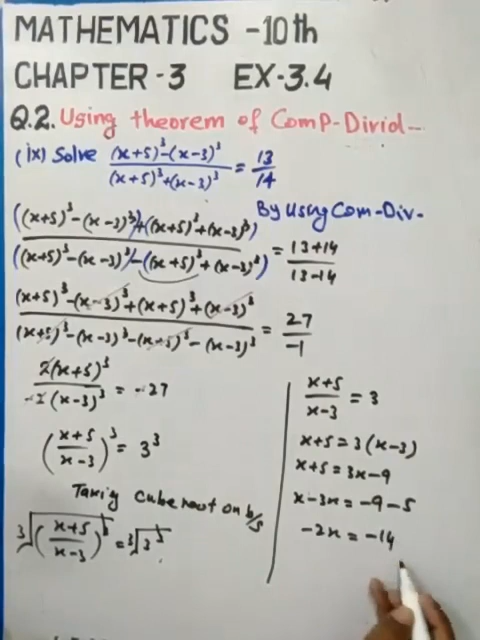 MATHEMATICS -10th
CHAPTER-3 EX-3.4
Q.2. Using theorem of Comp-Divid-
(ix) Solve ((x+5)³-(x-3)³)/((x+5)³+(x-3)³) = 13/14
By Using Com-Div-
(((x+5)³-(x-3)³)+((x+5)³+(x-3)³))/(((x+5)³-(x-3)³)-((x+5)³+(x-3)³)) = (13+14)/(13-14)
((x+5)³-(x-3)³+(x+5)³+(x-3)³)/((x+5)³-(x-3)³-(x+5)³-(x-3)³) = 27/-1
2(x+5)³/-2(x-3)³ = -27
((x+5)/(x-3))³ = 3³
Taking cube root on b/s
³√((x+5)/(x-3))³ = ³√3³
(x+5)/(x-3) = 3
x+5=3(x-3)
x+5=3x-9
x-3x=-9-5
-2x=-14